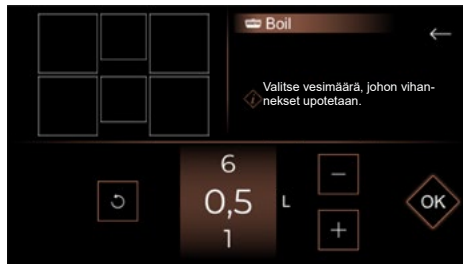 Boil
Valitse vesimäärä, johon vihan-
nekset upotetaan.
6
0,5 L
1
−
+
OK